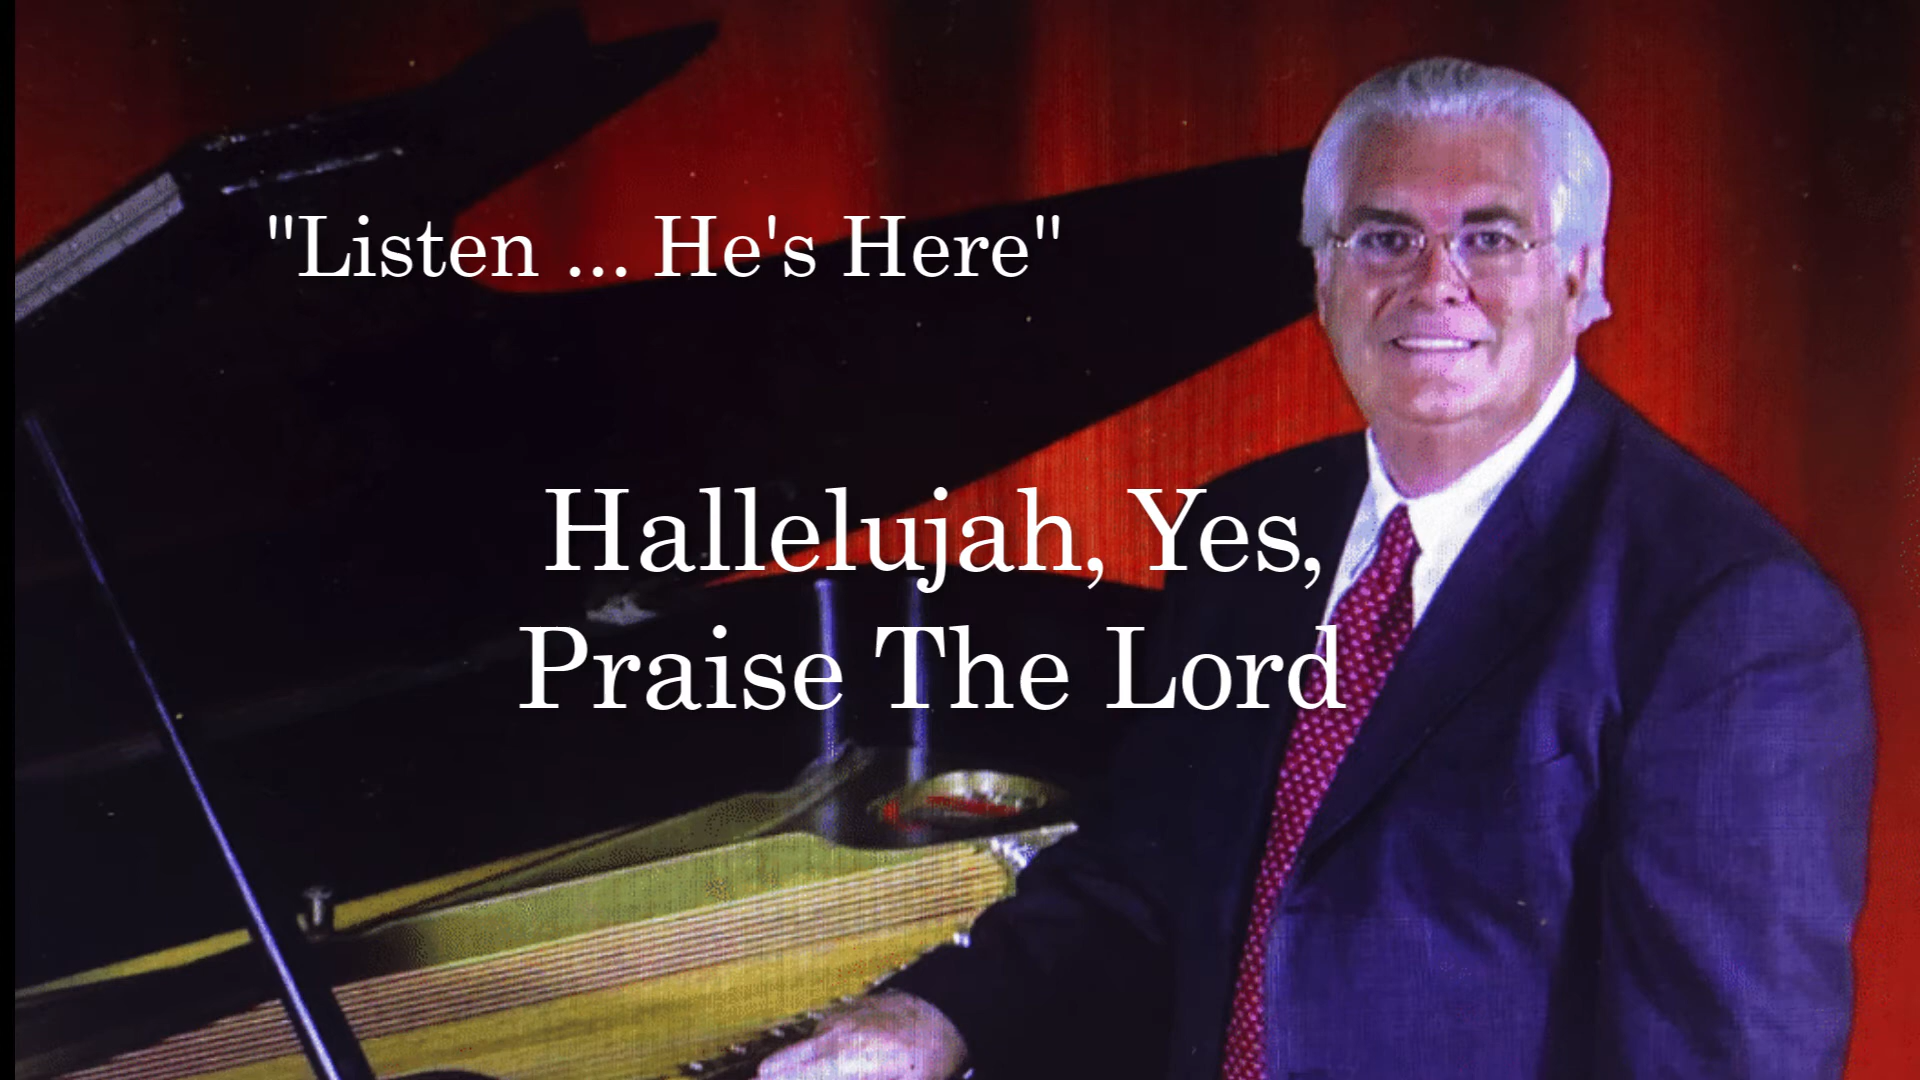 "Listen ... He's Here"
Hallelujah, Yes,
Praise The Lord